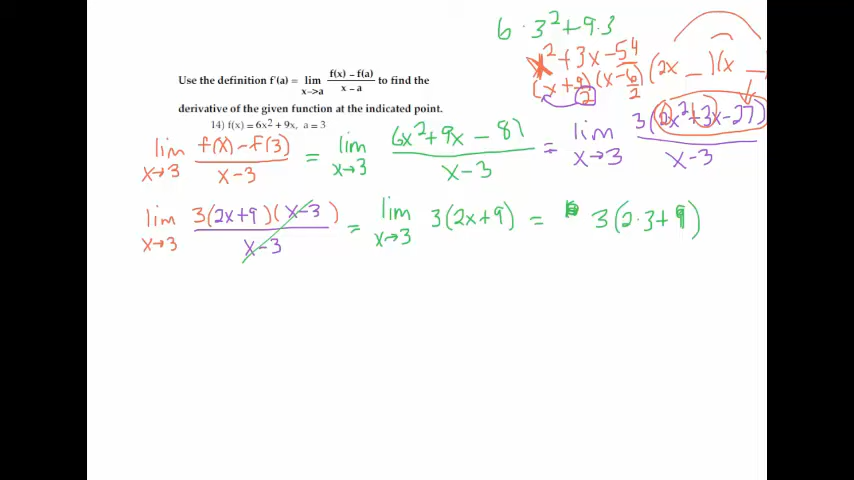 6 · 3² + 9 · 3
x² + 3x - 54
(x + 9/2)(x - 6/2) (2x _)(x _
Use the definition f'(a) = lim x->a f(x) – f(a) / x – a to find the
derivative of the given function at the indicated point.
14) f(x) = 6x² + 9x, a = 3
lim x→3 f(x) - f(3) / x-3 = lim x→3 6x² + 9x - 81 / x-3 = lim x→3 3(2x² + 3x - 27) / x-3
lim x→3 3(2x+9)(x-3) / x-3 = lim x→3 3(2x+9) = 3(2·3+9)